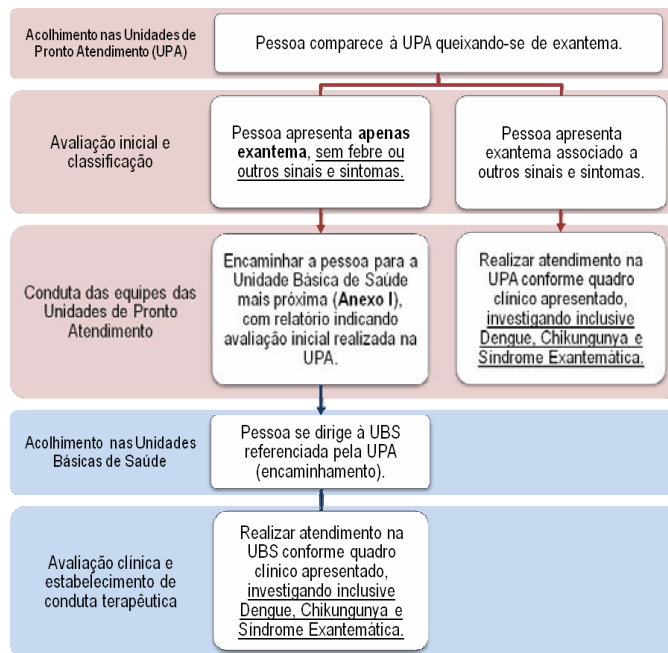 Acolhimento nas Unidades de
Pronto Atendimento (UPA)
Pessoa comparece à UPA queixando-se de exantema.
Avaliação inicial e
classificação
Pessoa apresenta apenas
exantema, sem febre ou
outros sinais e sintomas.
Pessoa apresenta
exantema associado a
outros sinais e sintomas.
Conduta das equipes das
Unidades de Pronto
Atendimento
Encaminhar a pessoa para a
Unidade Básica de Saúde
mais próxima (Anexo I),
com relatório indicando
avaliação inicial realizada na
UPA.
Realizar atendimento na
UPA conforme quadro
clínico apresentado,
investigando inclusive
Dengue, Chikungunya e
Síndrome Exantemática.
Acolhimento nas Unidades
Básicas de Saúde
Pessoa se dirige à UBS
referenciada pela UPA
(encaminhamento).
Avaliação clínica e
estabelecimento de
conduta terapêutica
Realizar atendimento na
UBS conforme quadro
clínico apresentado,
investigando inclusive
Dengue, Chikungunya e
Síndrome Exantemática.